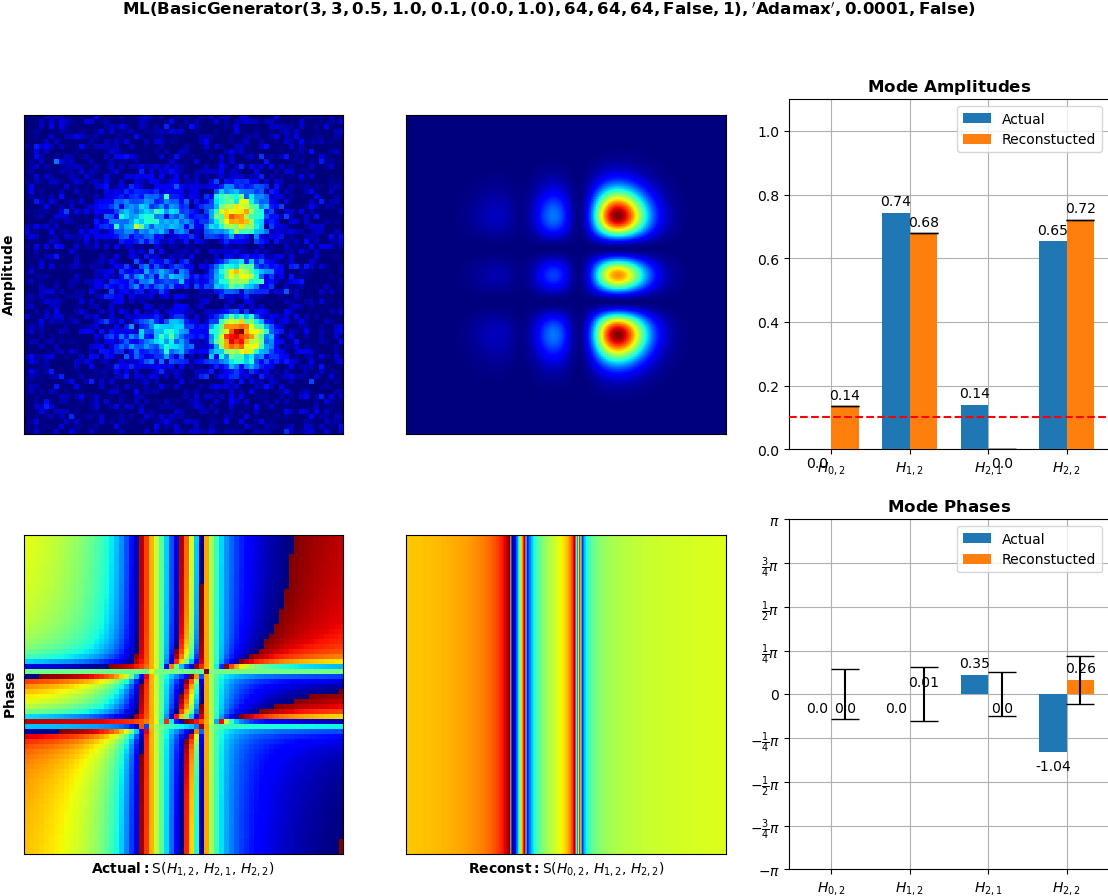 ML(BasicGenerator(3, 3, 0.5, 1.0, 0.1, (0.0, 1.0), 64, 64, 64, False, 1), ′Adamax′, 0.0001, False)
Mode Amplitudes
Amplitude
1.0
0.8
0.6
0.4
0.2
0.0
Actual
Reconstucted
0.0
0.14
0.74
0.68
0.14
0.0
0.65
0.72
H0, 2
H1, 2
H2, 1
H2, 2
Mode Phases
Phase
π
3/4π
1/2π
1/4π
0
−1/4π
−1/2π
−3/4π
−π
Actual
Reconstucted
0.0
0.0
0.0
0.01
0.35
0.0
-1.04
0.26
H0, 2
H1, 2
H2, 1
H2, 2
Actual: S(H1, 2, H2, 1, H2, 2)
Reconst: S(H0, 2, H1, 2, H2, 2)